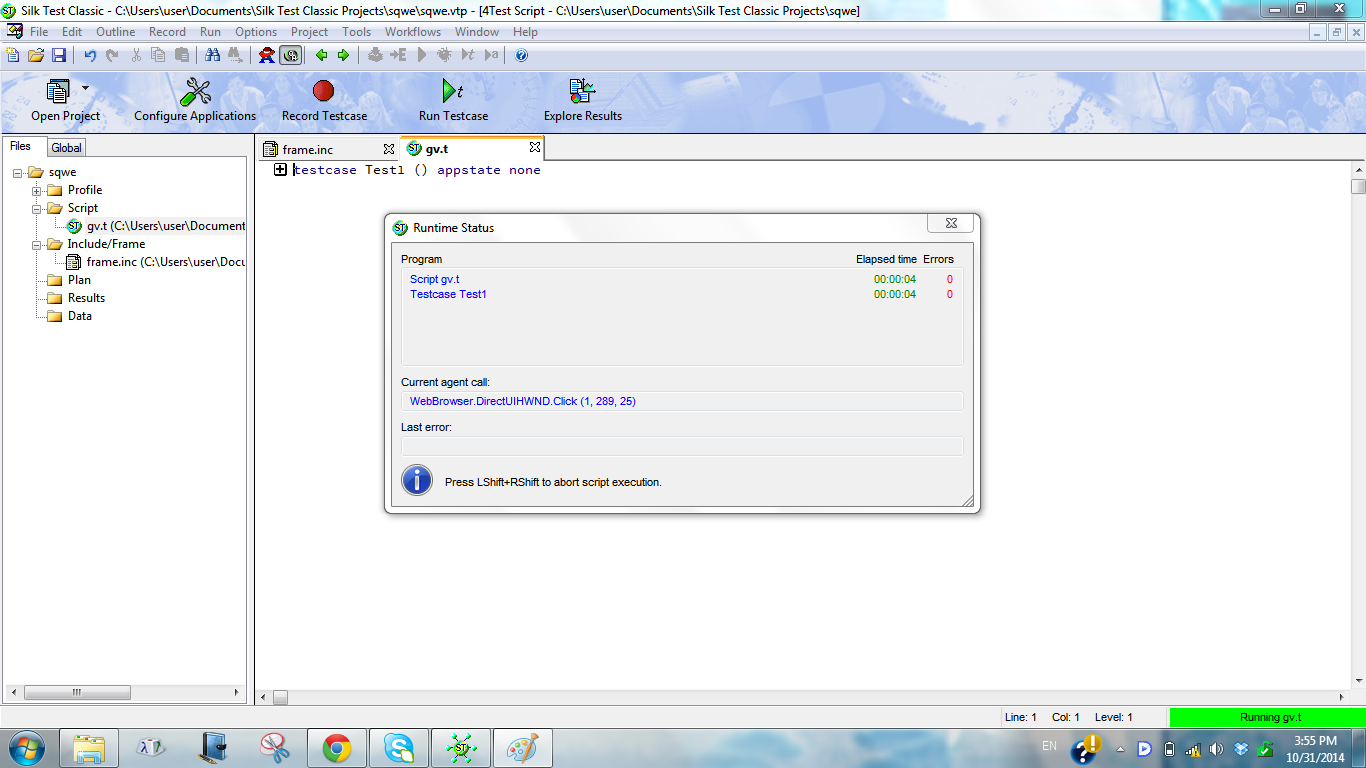 Silk Test Classic - C:\Users\user\Documents\Silk Test Classic Projects\sqwe\sqwe.vtp - [4Test Script - C:\Users\user\Documents\Silk Test Classic Projects\sqwe]
File Edit Outline Record Run Options Project Tools Workflows Window Help
Open Project Configure Applications Record Testcase Run Testcase Explore Results
Files Global
frame.inc gv.t
testcase Test1 () appstate none
sqwe
Profile
Script
gv.t (C:\Users\user\Document
Include/Frame
frame.inc (C:\Users\user\Docu
Plan
Results
Data
Runtime Status
Program Elapsed time Errors
Script gv.t 00:00:04 0
Testcase Test1 00:00:04 0
Current agent call:
WebBrowser.DirectUIHWND.Click (1, 289, 25)
Last error:
Press LShift+RShift to abort script execution.
Line: 1 Col: 1 Level: 1 Running gv.t
EN
3:55 PM
10/31/2014